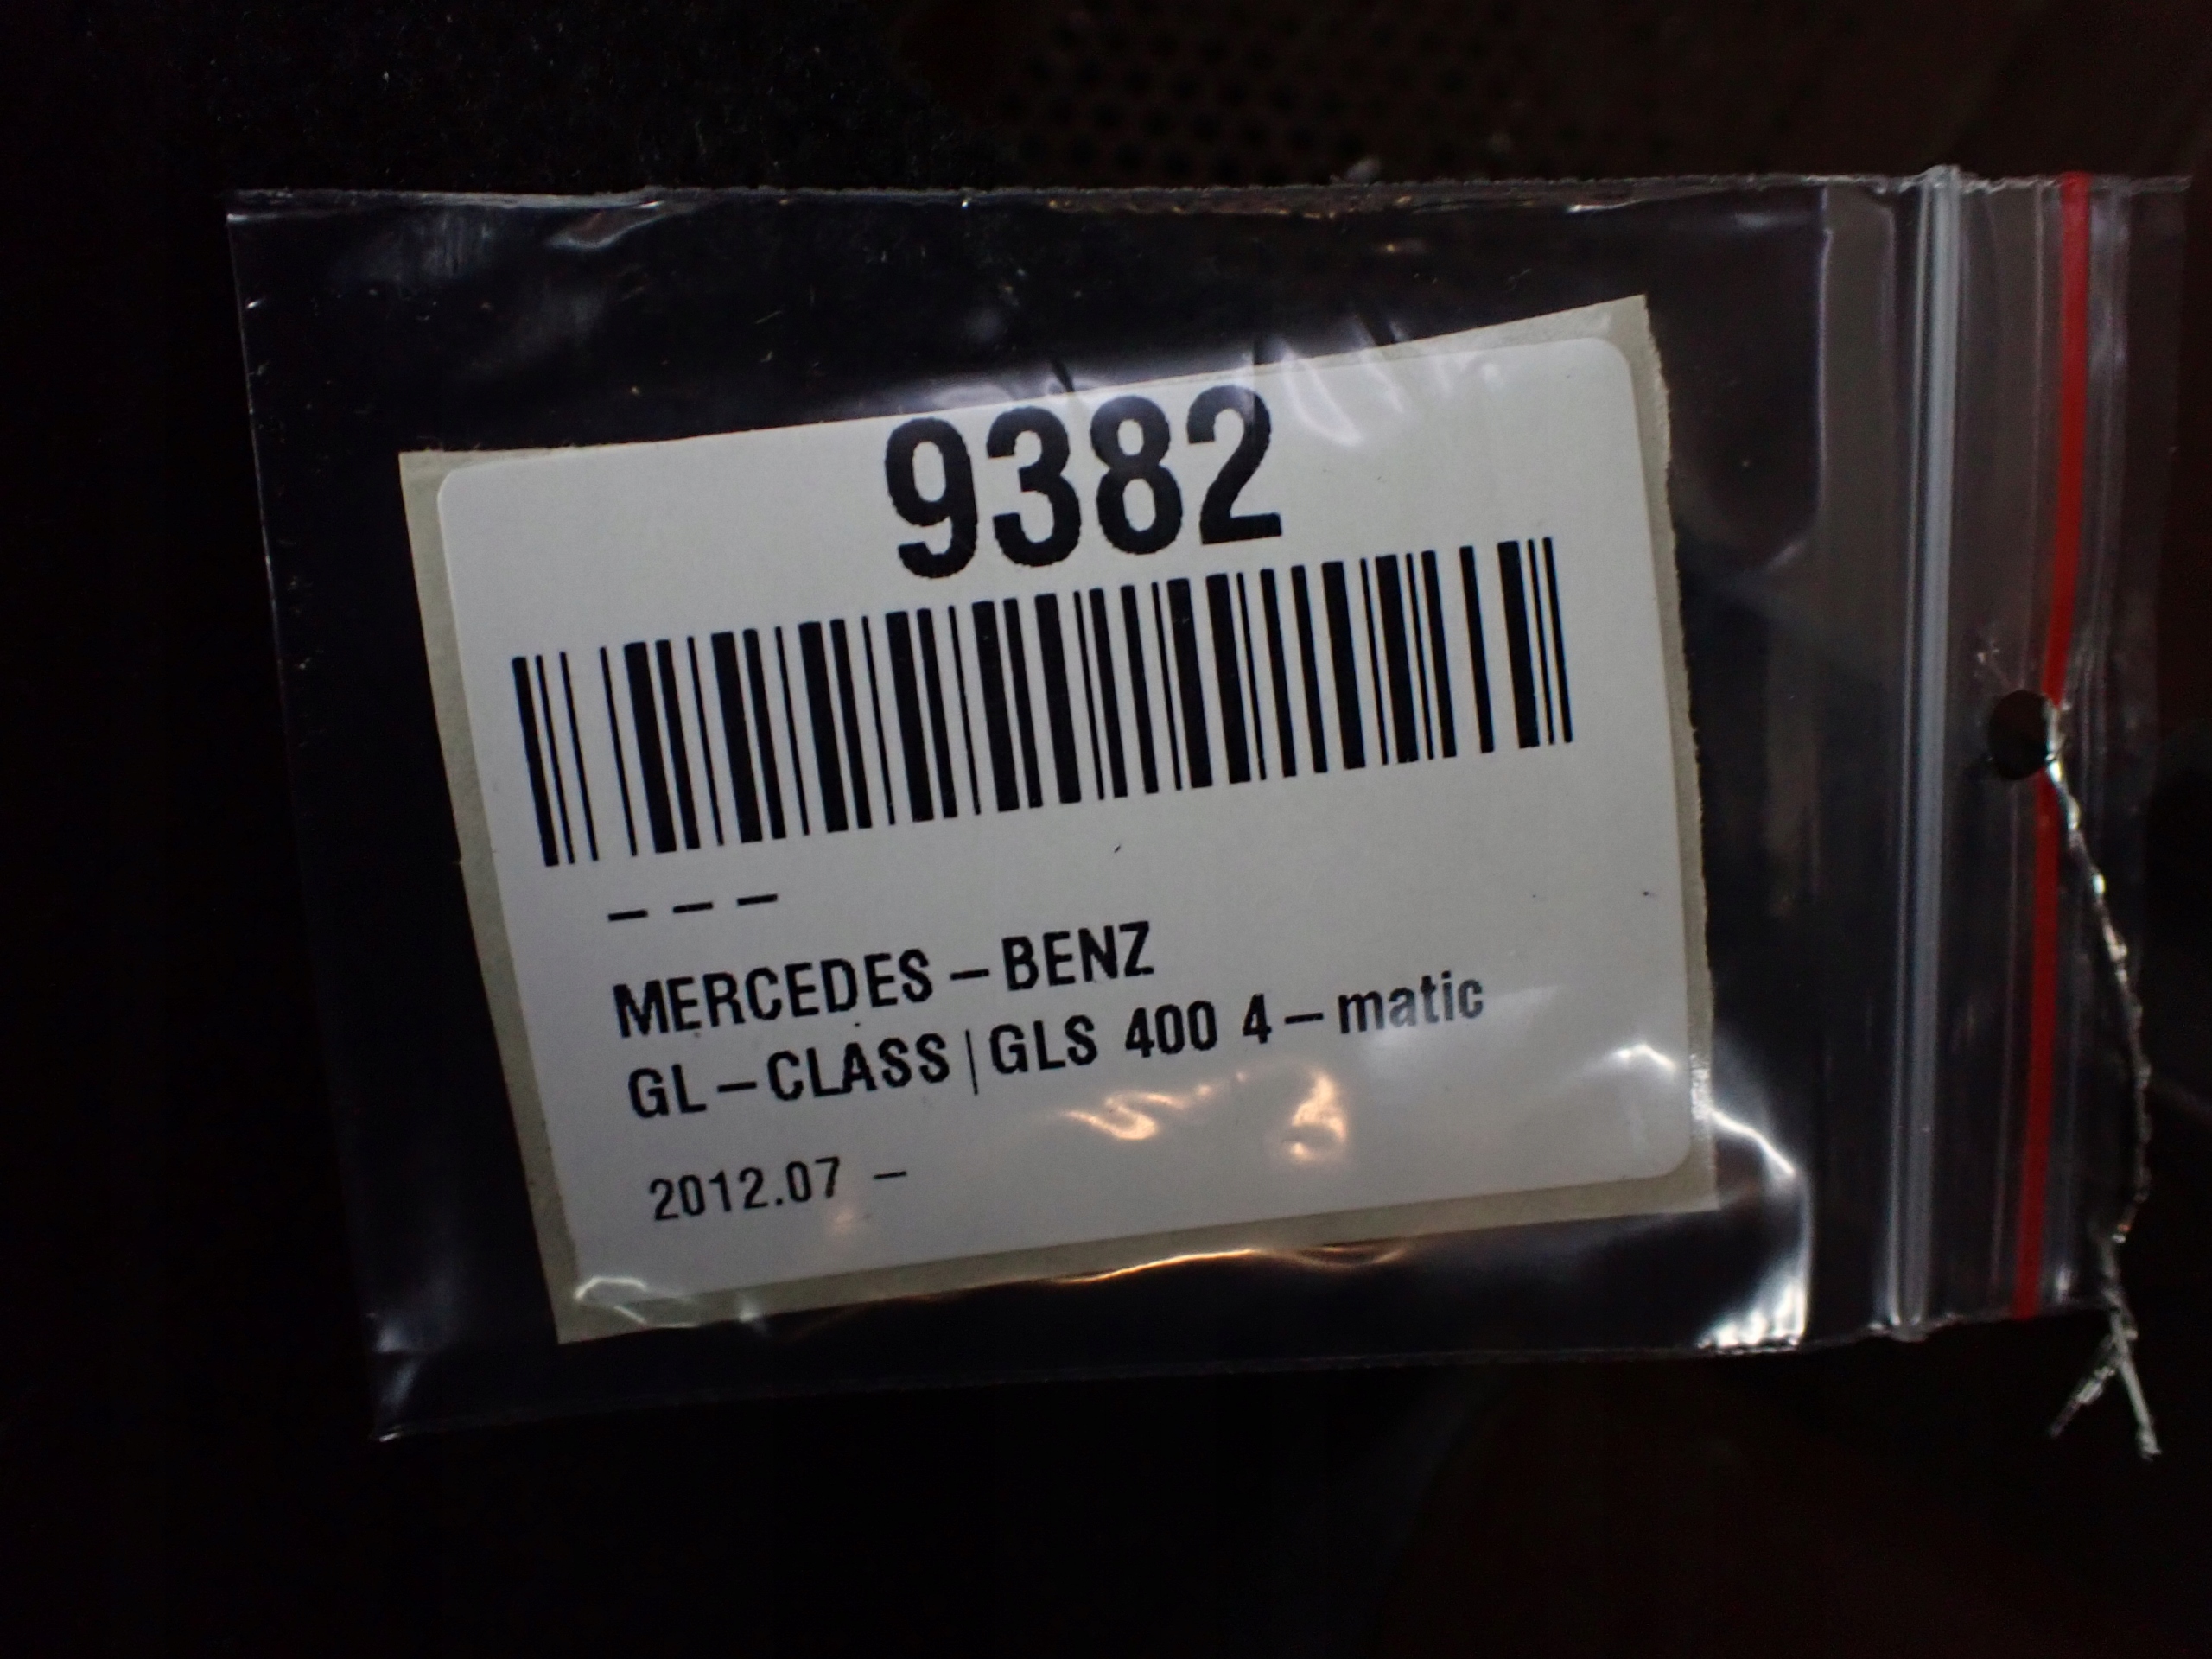 9382
– – –
MERCEDES – BENZ
GL – CLASS | GLS 400 4 – matic
2012.07 –